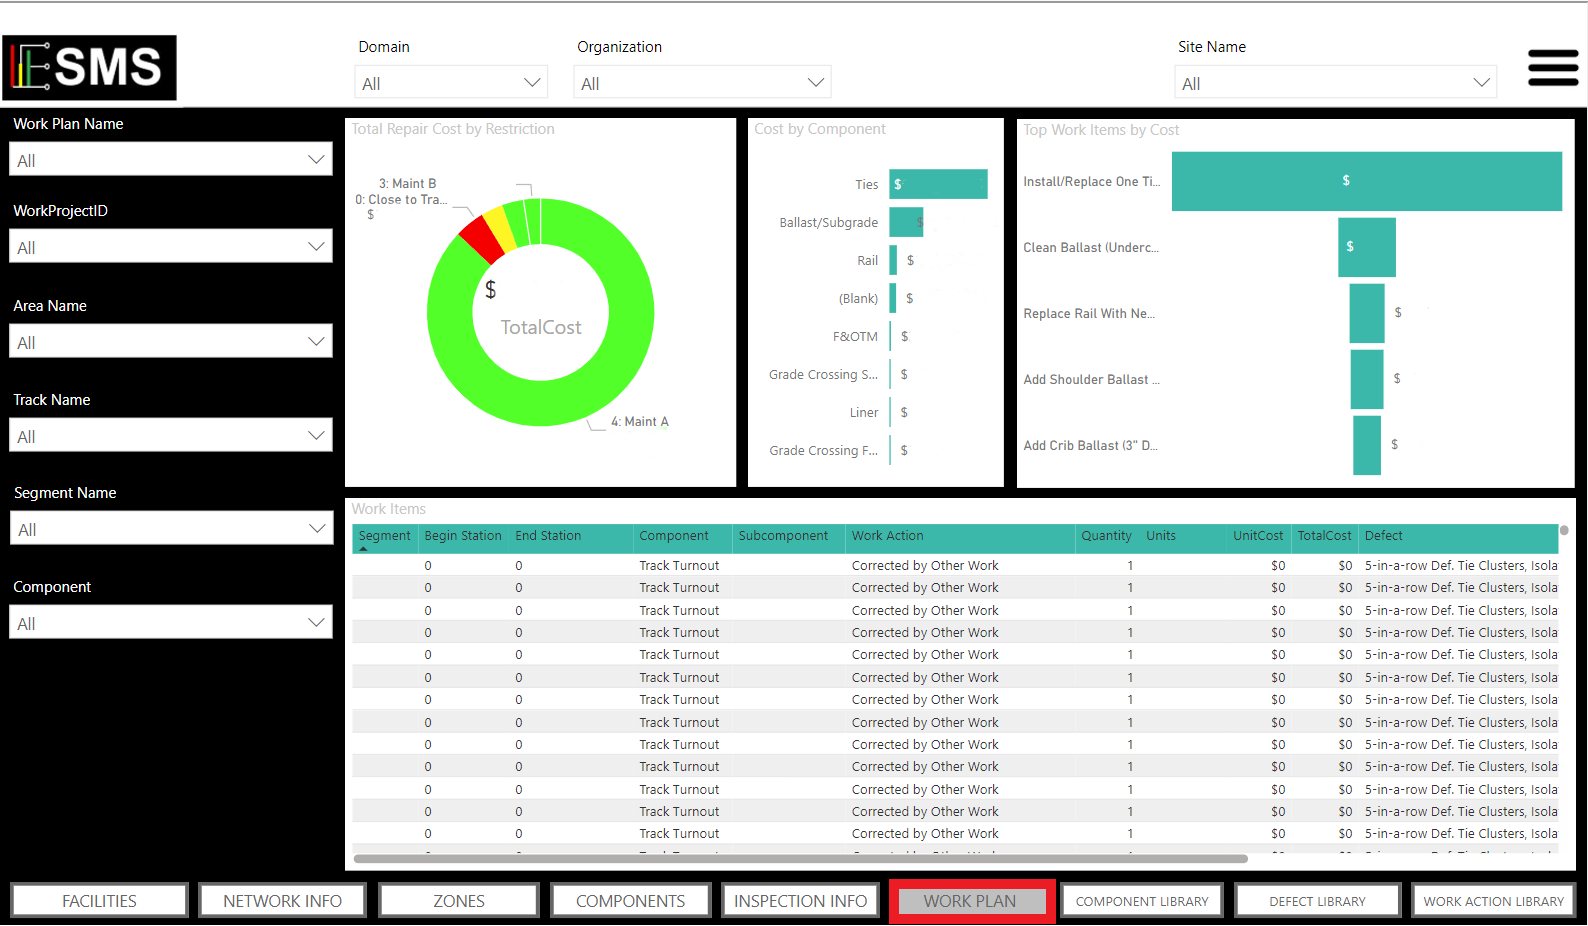 SMS
Domain
All
Organization
All
Site Name
All
Work Plan Name
All
WorkProjectID
All
Area Name
All
Track Name
All
Segment Name
All
Component
All
Total Repair Cost by Restriction
3: Maint B
0: Close to Tra...
$
$
TotalCost
4: Maint A
Cost by Component
Ties $
Ballast/Subgrade $
Rail $
(Blank) $
F&OTM $
Grade Crossing S... $
Liner $
Grade Crossing F... $
Top Work Items by Cost
Install/Replace One Ti... $
Clean Ballast (Underc... $
Replace Rail With Ne... $
Add Shoulder Ballast ... $
Add Crib Ballast (3" D... $
Work Items
Segment Begin Station End Station Component Subcomponent Work Action Quantity Units UnitCost TotalCost Defect
0 0 Track Turnout Corrected by Other Work 1 $0 $0 5-in-a-row Def. Tie Clusters, Isola
0 0 Track Turnout Corrected by Other Work 1 $0 $0 5-in-a-row Def. Tie Clusters, Isola
0 0 Track Turnout Corrected by Other Work 1 $0 $0 5-in-a-row Def. Tie Clusters, Isola
0 0 Track Turnout Corrected by Other Work 1 $0 $0 5-in-a-row Def. Tie Clusters, Isola
0 0 Track Turnout Corrected by Other Work 1 $0 $0 5-in-a-row Def. Tie Clusters, Isola
0 0 Track Turnout Corrected by Other Work 1 $0 $0 5-in-a-row Def. Tie Clusters, Isola
0 0 Track Turnout Corrected by Other Work 1 $0 $0 5-in-a-row Def. Tie Clusters, Isola
0 0 Track Turnout Corrected by Other Work 1 $0 $0 5-in-a-row Def. Tie Clusters, Isola
0 0 Track Turnout Corrected by Other Work 1 $0 $0 5-in-a-row Def. Tie Clusters, Isola
0 0 Track Turnout Corrected by Other Work 1 $0 $0 5-in-a-row Def. Tie Clusters, Isola
0 0 Track Turnout Corrected by Other Work 1 $0 $0 5-in-a-row Def. Tie Clusters, Isola
0 0 Track Turnout Corrected by Other Work 1 $0 $0 5-in-a-row Def. Tie Clusters, Isola
0 0 Track Turnout Corrected by Other Work 1 $0 $0 5-in-a-row Def. Tie Clusters, Isola
FACILITIES
NETWORK INFO
ZONES
COMPONENTS
INSPECTION INFO
WORK PLAN
COMPONENT LIBRARY
DEFECT LIBRARY
WORK ACTION LIBRARY